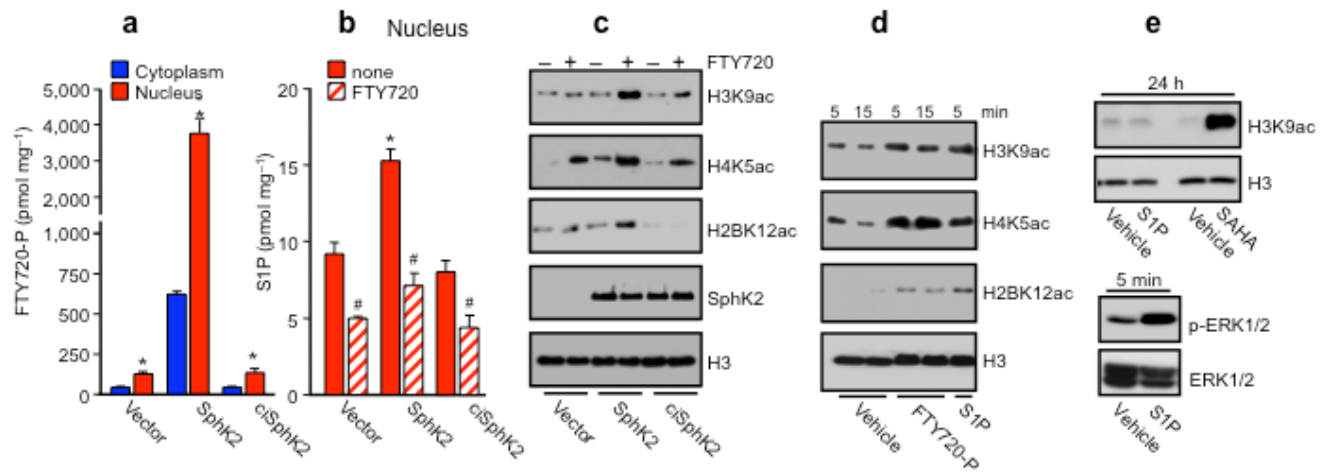 a
Cytoplasm
Nucleus
FTY720-P (pmol mg⁻¹)
5,000
4,000
3,000
2,000
1,000
750
500
250
0
*
*
*
Vector
SphK2
ciSphK2
b
Nucleus
none
FTY720
S1P (pmol mg⁻¹)
20
15
10
5
0
*
#
#
#
Vector
SphK2
ciSphK2
c
– + – + – + FTY720
H3K9ac
H4K5ac
H2BK12ac
SphK2
H3
Vector
SphK2
ciSphK2
d
5 15 5 15 5 min
H3K9ac
H4K5ac
H2BK12ac
H3
Vehicle
FTY720-P
S1P
e
24 h
H3K9ac
H3
Vehicle
S1P
Vehicle
SAHA
5 min
p-ERK1/2
ERK1/2
Vehicle
S1P